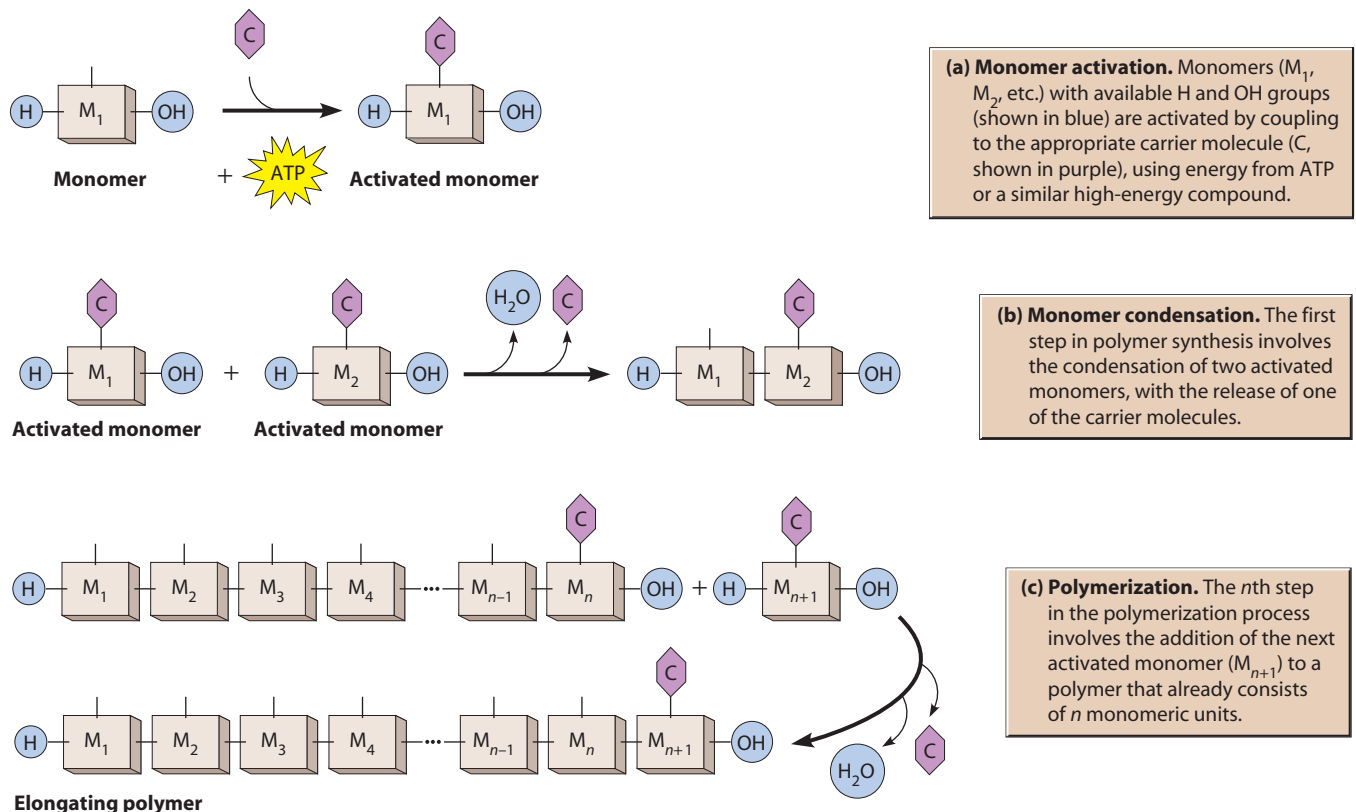 C
C
H
M₁
OH
H
M₁
OH
Monomer
+
ATP
Activated monomer
(a) Monomer activation. Monomers (M₁,
M₂, etc.) with available H and OH groups
(shown in blue) are activated by coupling
to the appropriate carrier molecule (C,
shown in purple), using energy from ATP
or a similar high-energy compound.
C
C
H₂O
C
C
H
M₁
OH
+
H
M₂
OH
H
M₁
M₂
OH
Activated monomer
Activated monomer
(b) Monomer condensation. The first
step in polymer synthesis involves
the condensation of two activated
monomers, with the release of one
of the carrier molecules.
C
C
H
M₁
M₂
M₃
M₄
...
Mₙ₋₁
Mₙ
OH
+
H
Mₙ₊₁
OH
C
H
M₁
M₂
M₃
M₄
...
Mₙ₋₁
Mₙ
Mₙ₊₁
OH
H₂O
C
Elongating polymer
(c) Polymerization. The nth step
in the polymerization process
involves the addition of the next
activated monomer (Mₙ₊₁) to a
polymer that already consists
of n monomeric units.